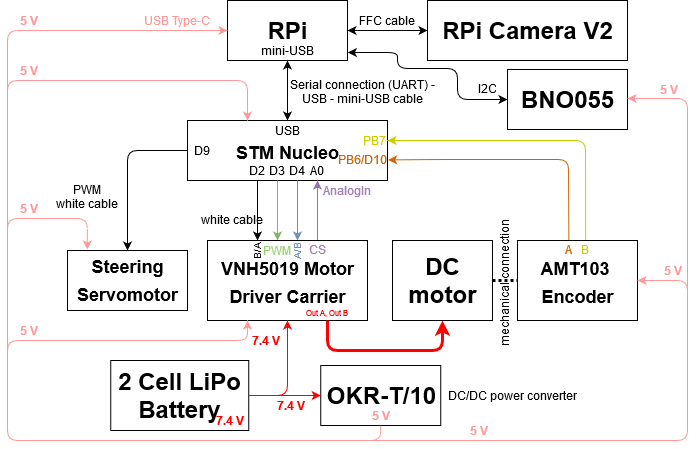 5 V
USB Type-C
RPi
mini-USB
FFC cable
RPi Camera V2
Serial connection (UART) -
USB - mini-USB cable
I2C
BNO055
5 V
5 V
USB
D9
STM Nucleo
D2 D3 D4 A0
PB7
PB6/D10
PWM
white cable
white cable
AnalogIn
5 V
Steering
Servomotor
B/A
PWM
A/B
CS
VNH5019 Motor
Driver Carrier
Out A, Out B
DC
motor
mechanical connection
A
B
AMT103
Encoder
5 V
5 V
7.4 V
2 Cell LiPo
Battery
7.4 V
7.4 V
OKR-T/10
DC/DC power converter
5 V
5 V